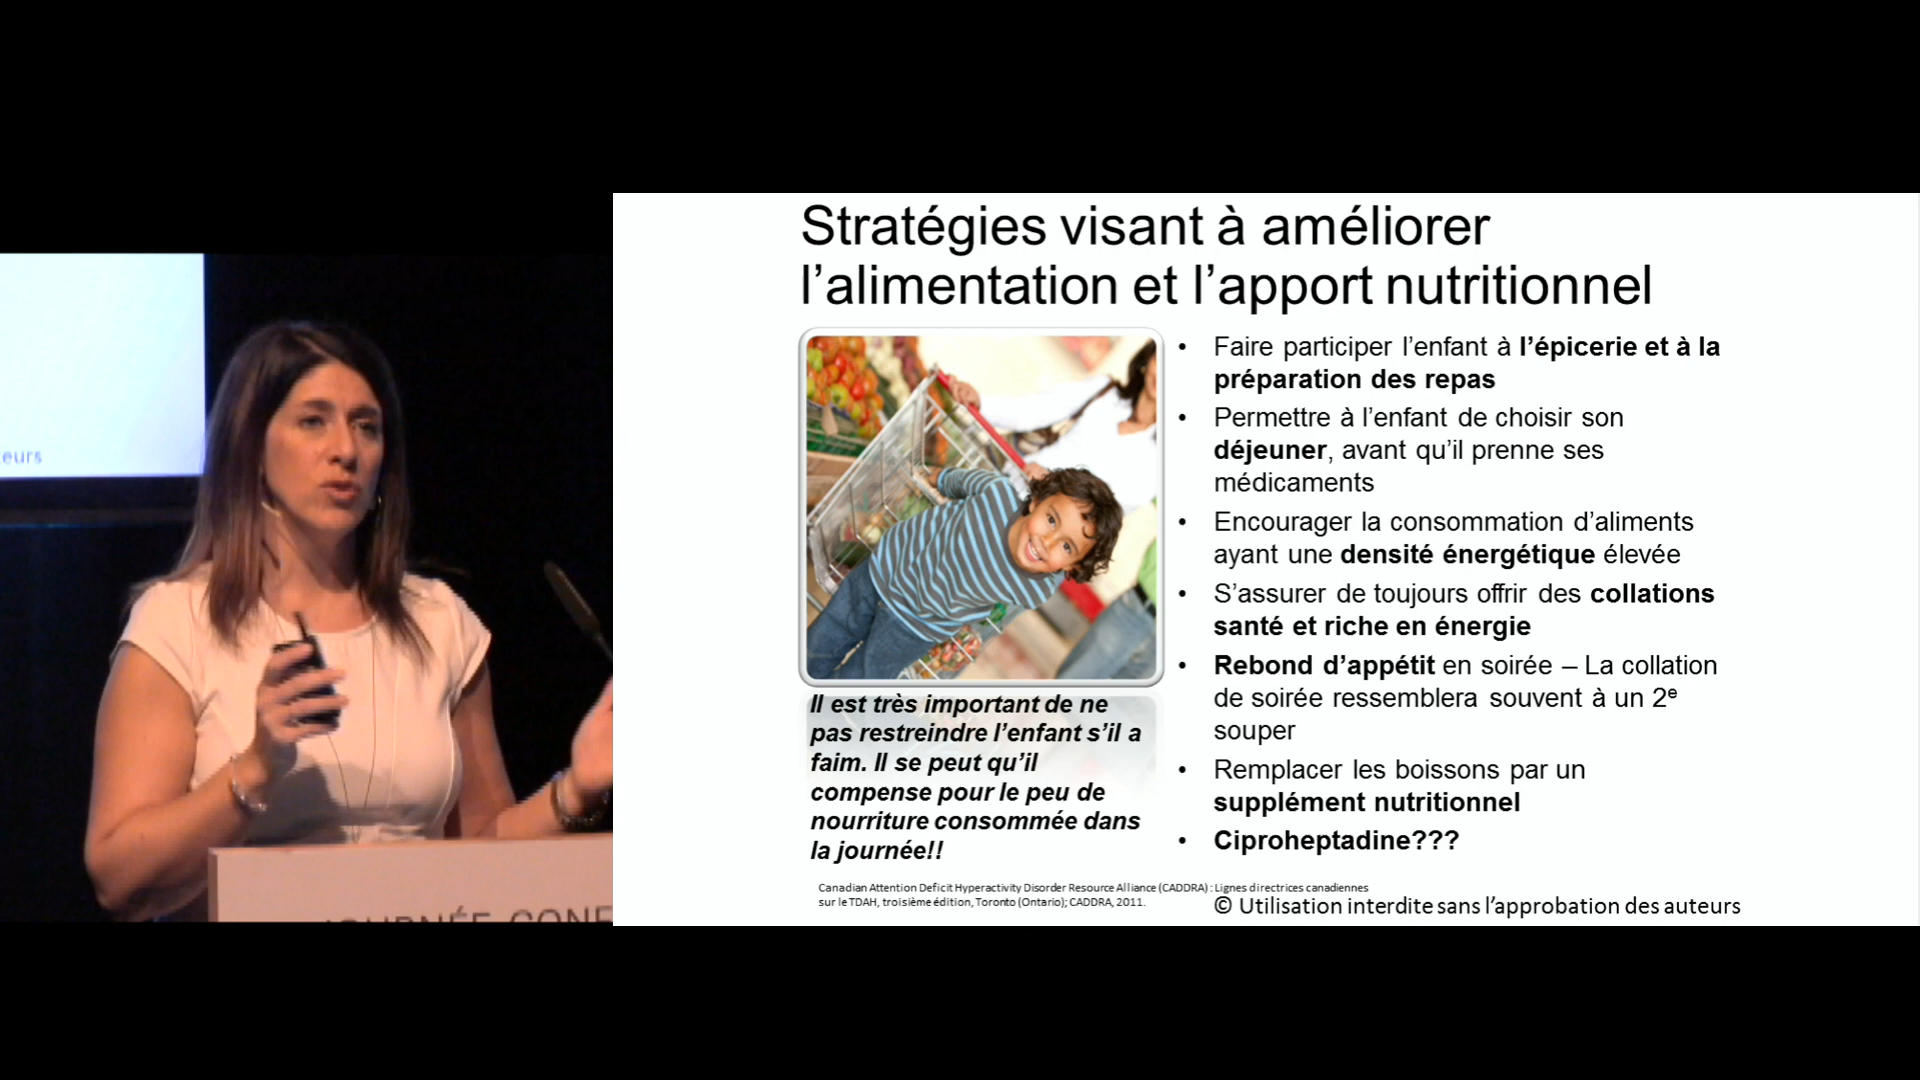 Stratégies visant à améliorer
l’alimentation et l’apport nutritionnel
• Faire participer l’enfant à l’épicerie et à la
préparation des repas
• Permettre à l’enfant de choisir son
déjeuner, avant qu’il prenne ses
médicaments
• Encourager la consommation d’aliments
ayant une densité énergétique élevée
• S’assurer de toujours offrir des collations
santé et riche en énergie
• Rebond d’appétit en soirée – La collation
de soirée ressemblera souvent à un 2e
souper
• Remplacer les boissons par un
supplément nutritionnel
• Ciproheptadine???
Il est très important de ne
pas restreindre l’enfant s’il a
faim. Il se peut qu’il
compense pour le peu de
nourriture consommée dans
la journée!!
Canadian Attention Deficit Hyperactivity Disorder Resource Alliance (CADDRA) : Lignes directrices canadiennes
sur le TDAH, troisième édition, Toronto (Ontario); CADDRA, 2011.
© Utilisation interdite sans l’approbation des auteurs
teurs
JOURNÉE CONF